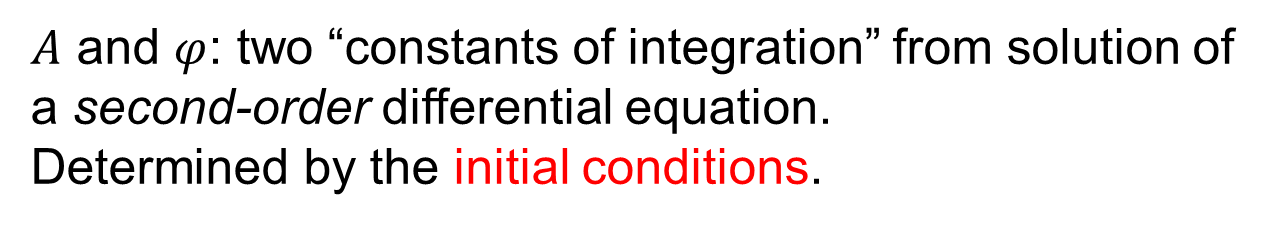 A and φ: two “constants of integration” from solution of
a second-order differential equation.
Determined by the initial conditions.